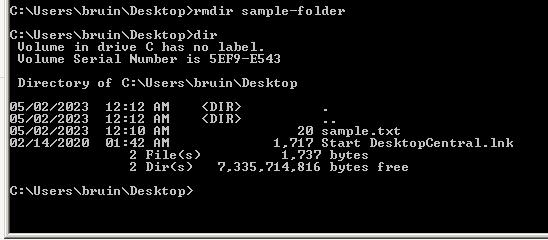 C:\Users\bruin\Desktop>rmdir sample-folder
C:\Users\bruin\Desktop>dir
Volume in drive C has no label.
Volume Serial Number is 5EF9-E543
Directory of C:\Users\bruin\Desktop
05/02/2023  12:12 AM    <DIR>          .
05/02/2023  12:12 AM    <DIR>          ..
05/02/2023  12:10 AM                20 sample.txt
02/14/2020  01:42 AM             1,717 Start DesktopCentral.lnk
2 File(s)          1,737 bytes
2 Dir(s)   7,335,714,816 bytes free
C:\Users\bruin\Desktop>